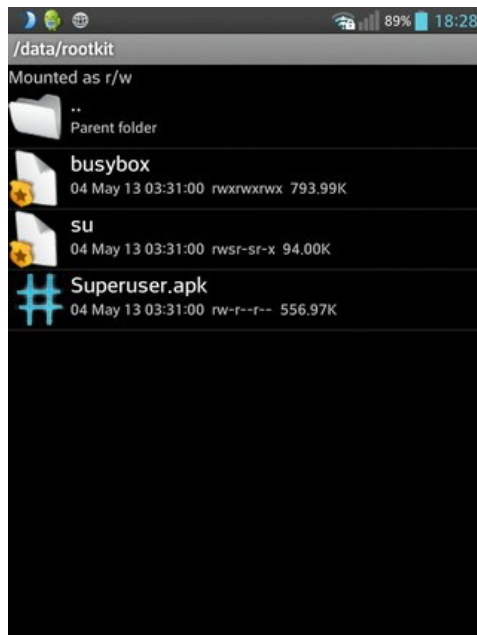 89% 18:28
/data/rootkit
Mounted as r/w
..
Parent folder
busybox
04 May 13 03:31:00 rwxrwxrwx 793.99K
su
04 May 13 03:31:00 rwsr-sr-x 94.00K
Superuser.apk
04 May 13 03:31:00 rw-r--r-- 556.97K